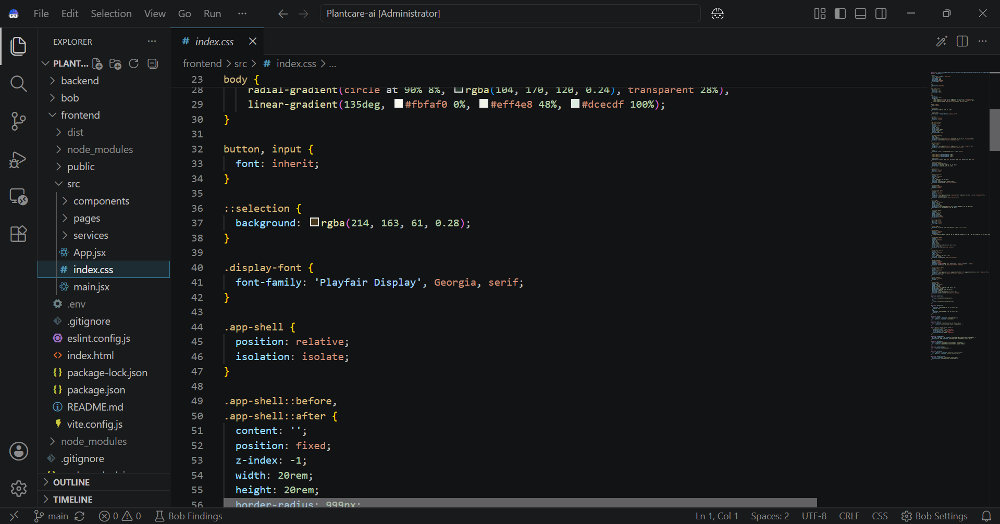 File Edit Selection View Go Run ··· Plantcare-ai [Administrator]
EXPLORER ···
# index.css
PLANT...
frontend > src > # index.css > ...
backend
bob
frontend
dist
node_modules
public
src
components
pages
services
App.jsx
# index.css
main.jsx
.env
.gitignore
eslint.config.js
<> index.html
{} package-lock.json
{} package.json
README.md
vite.config.js
node_modules
.gitignore
OUTLINE
TIMELINE
23 body {
28 radial-gradient(circle at 90% 8%, rgba(104, 170, 120, 0.24), transparent 28%),
29 linear-gradient(135deg, #fbfaf0 0%, #eff4e8 48%, #dcecdf 100%);
30 }
31
32 button, input {
33 font: inherit;
34 }
35
36 ::selection {
37 background: rgba(214, 163, 61, 0.28);
38 }
39
40 .display-font {
41 font-family: 'Playfair Display', Georgia, serif;
42 }
43
44 .app-shell {
45 position: relative;
46 isolation: isolate;
47 }
48
49 .app-shell::before,
50 .app-shell::after {
51 content: '';
52 position: fixed;
53 z-index: -1;
54 width: 20rem;
55 height: 20rem;
56 border-radius: 999px;
main 0 0 Bob Findings Ln 1, Col 1 Spaces: 2 UTF-8 CRLF CSS Bob Settings